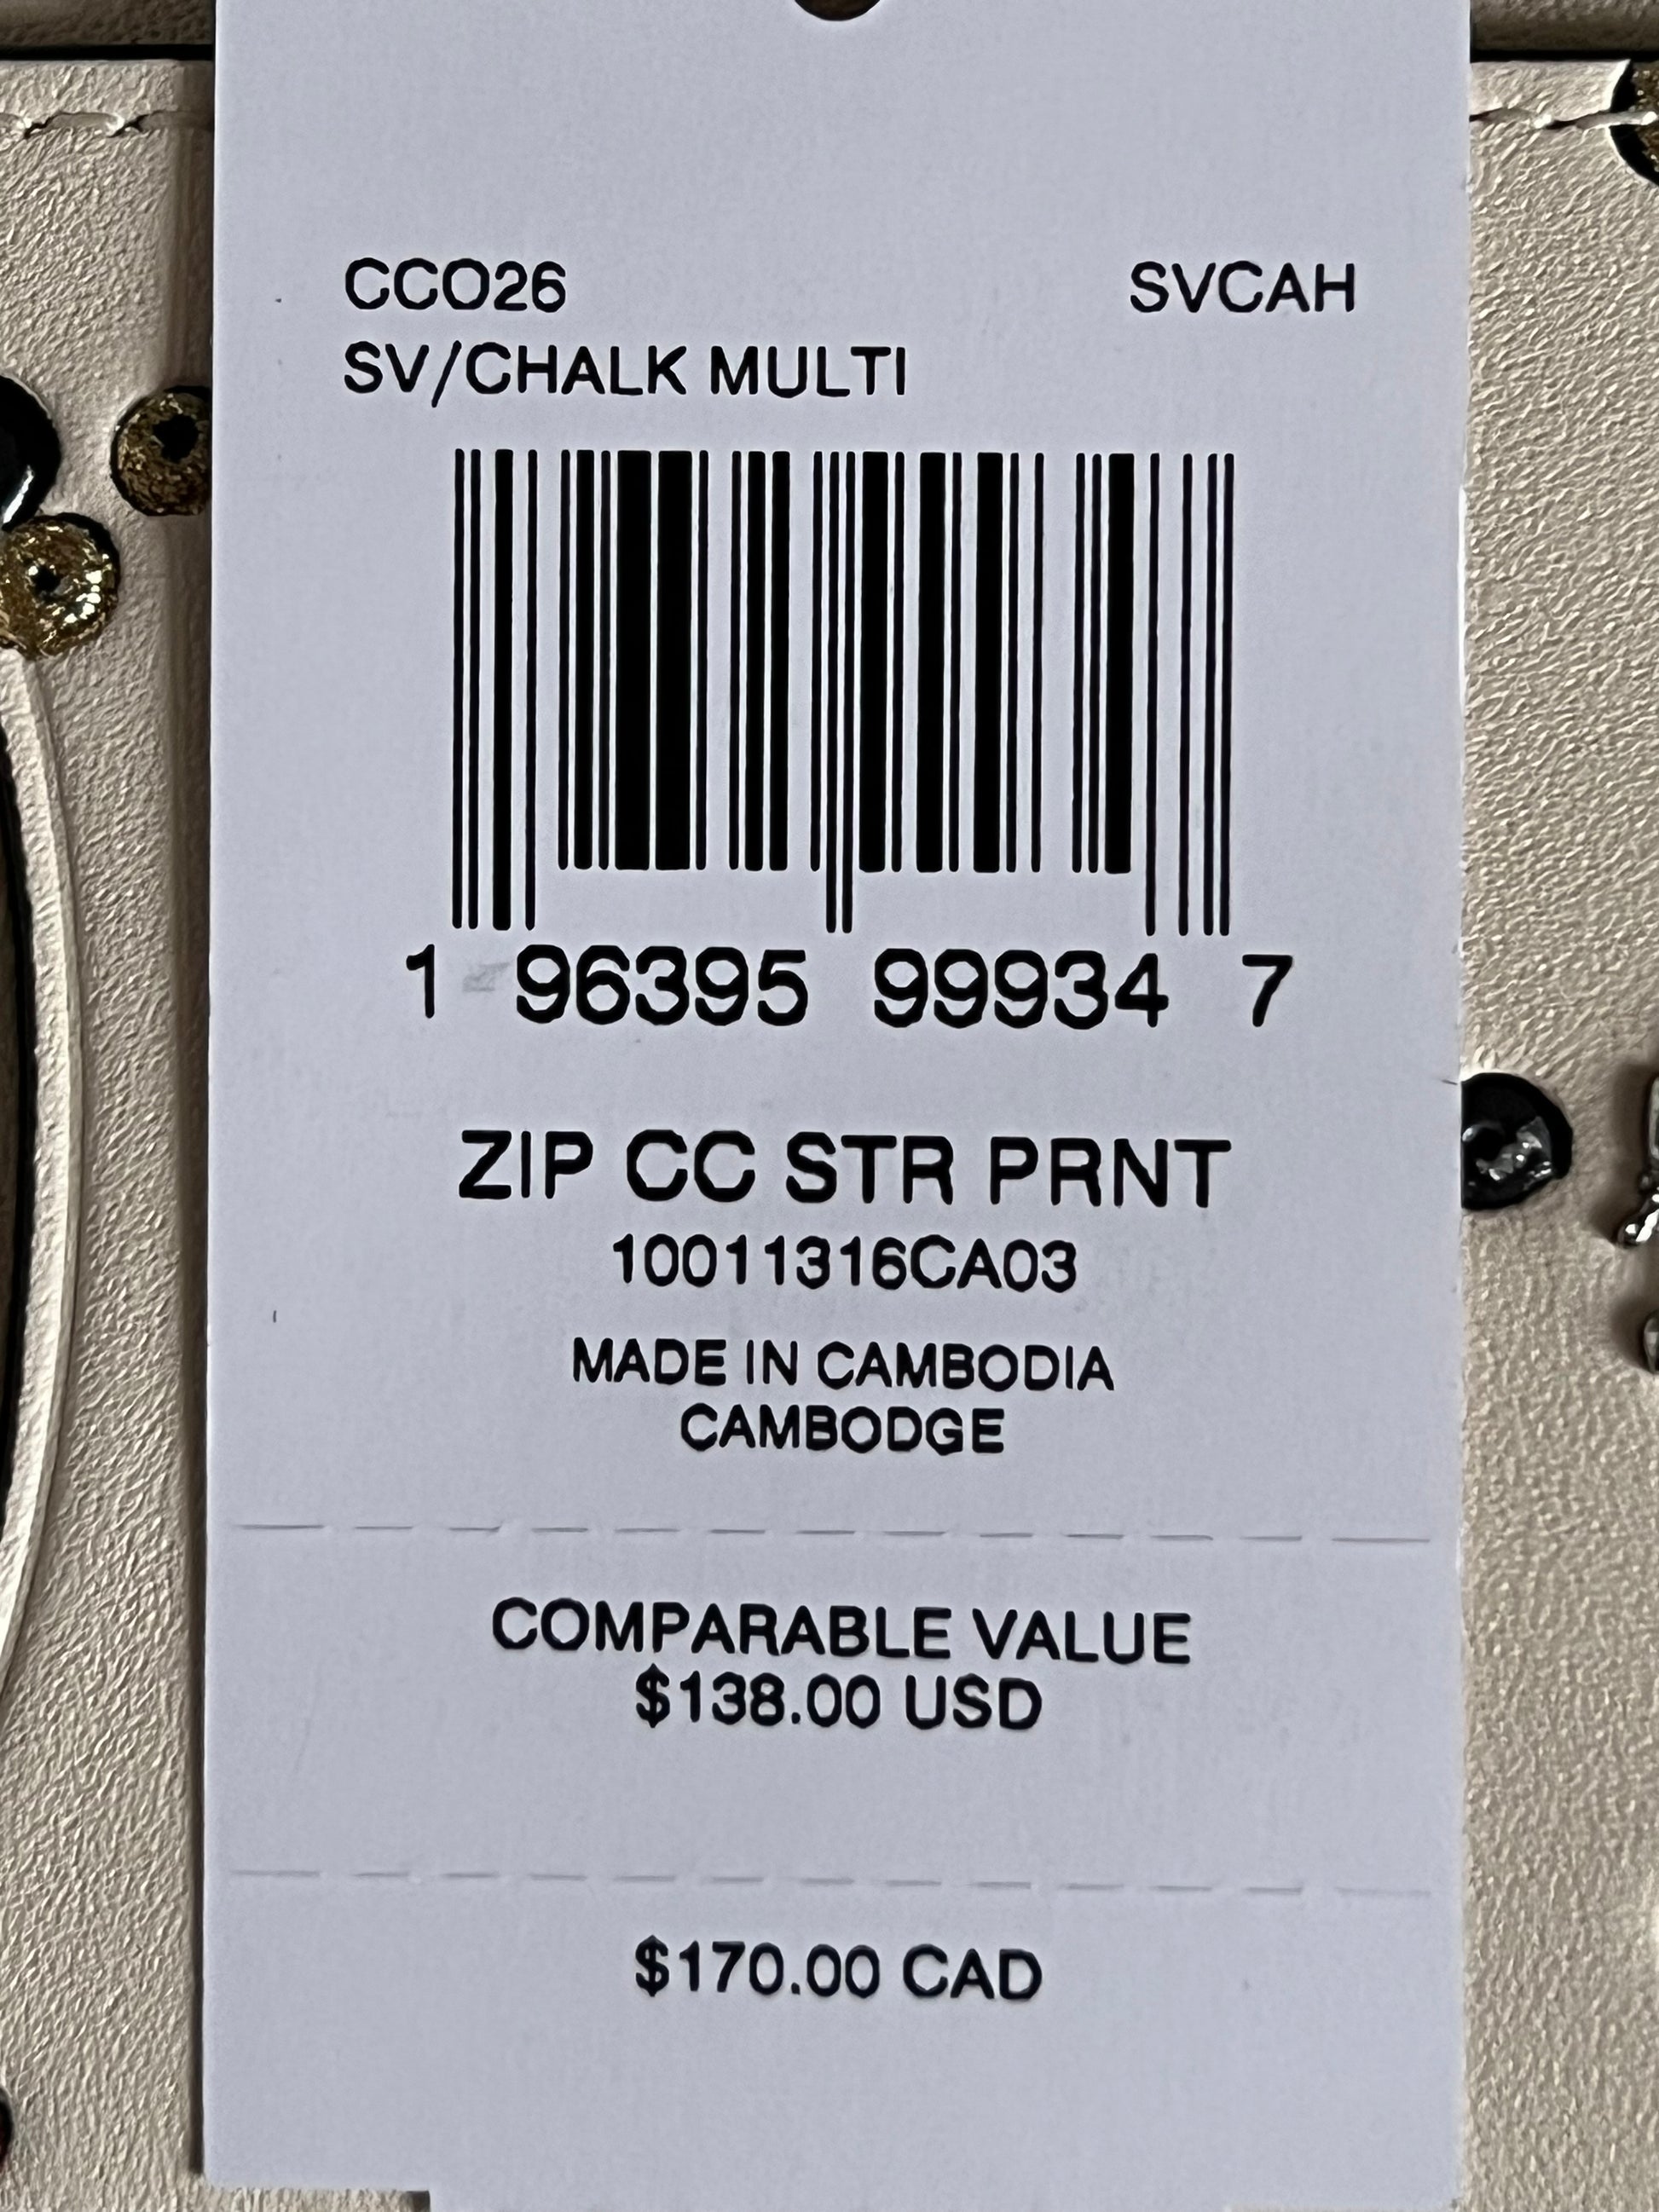 CCO26 SVCAH
SV/CHALK MULTI
1 96395 99934 7
ZIP CC STR PRNT
10011316CA03
MADE IN CAMBODIA
CAMBODGE
COMPARABLE VALUE
$138.00 USD
$170.00 CAD